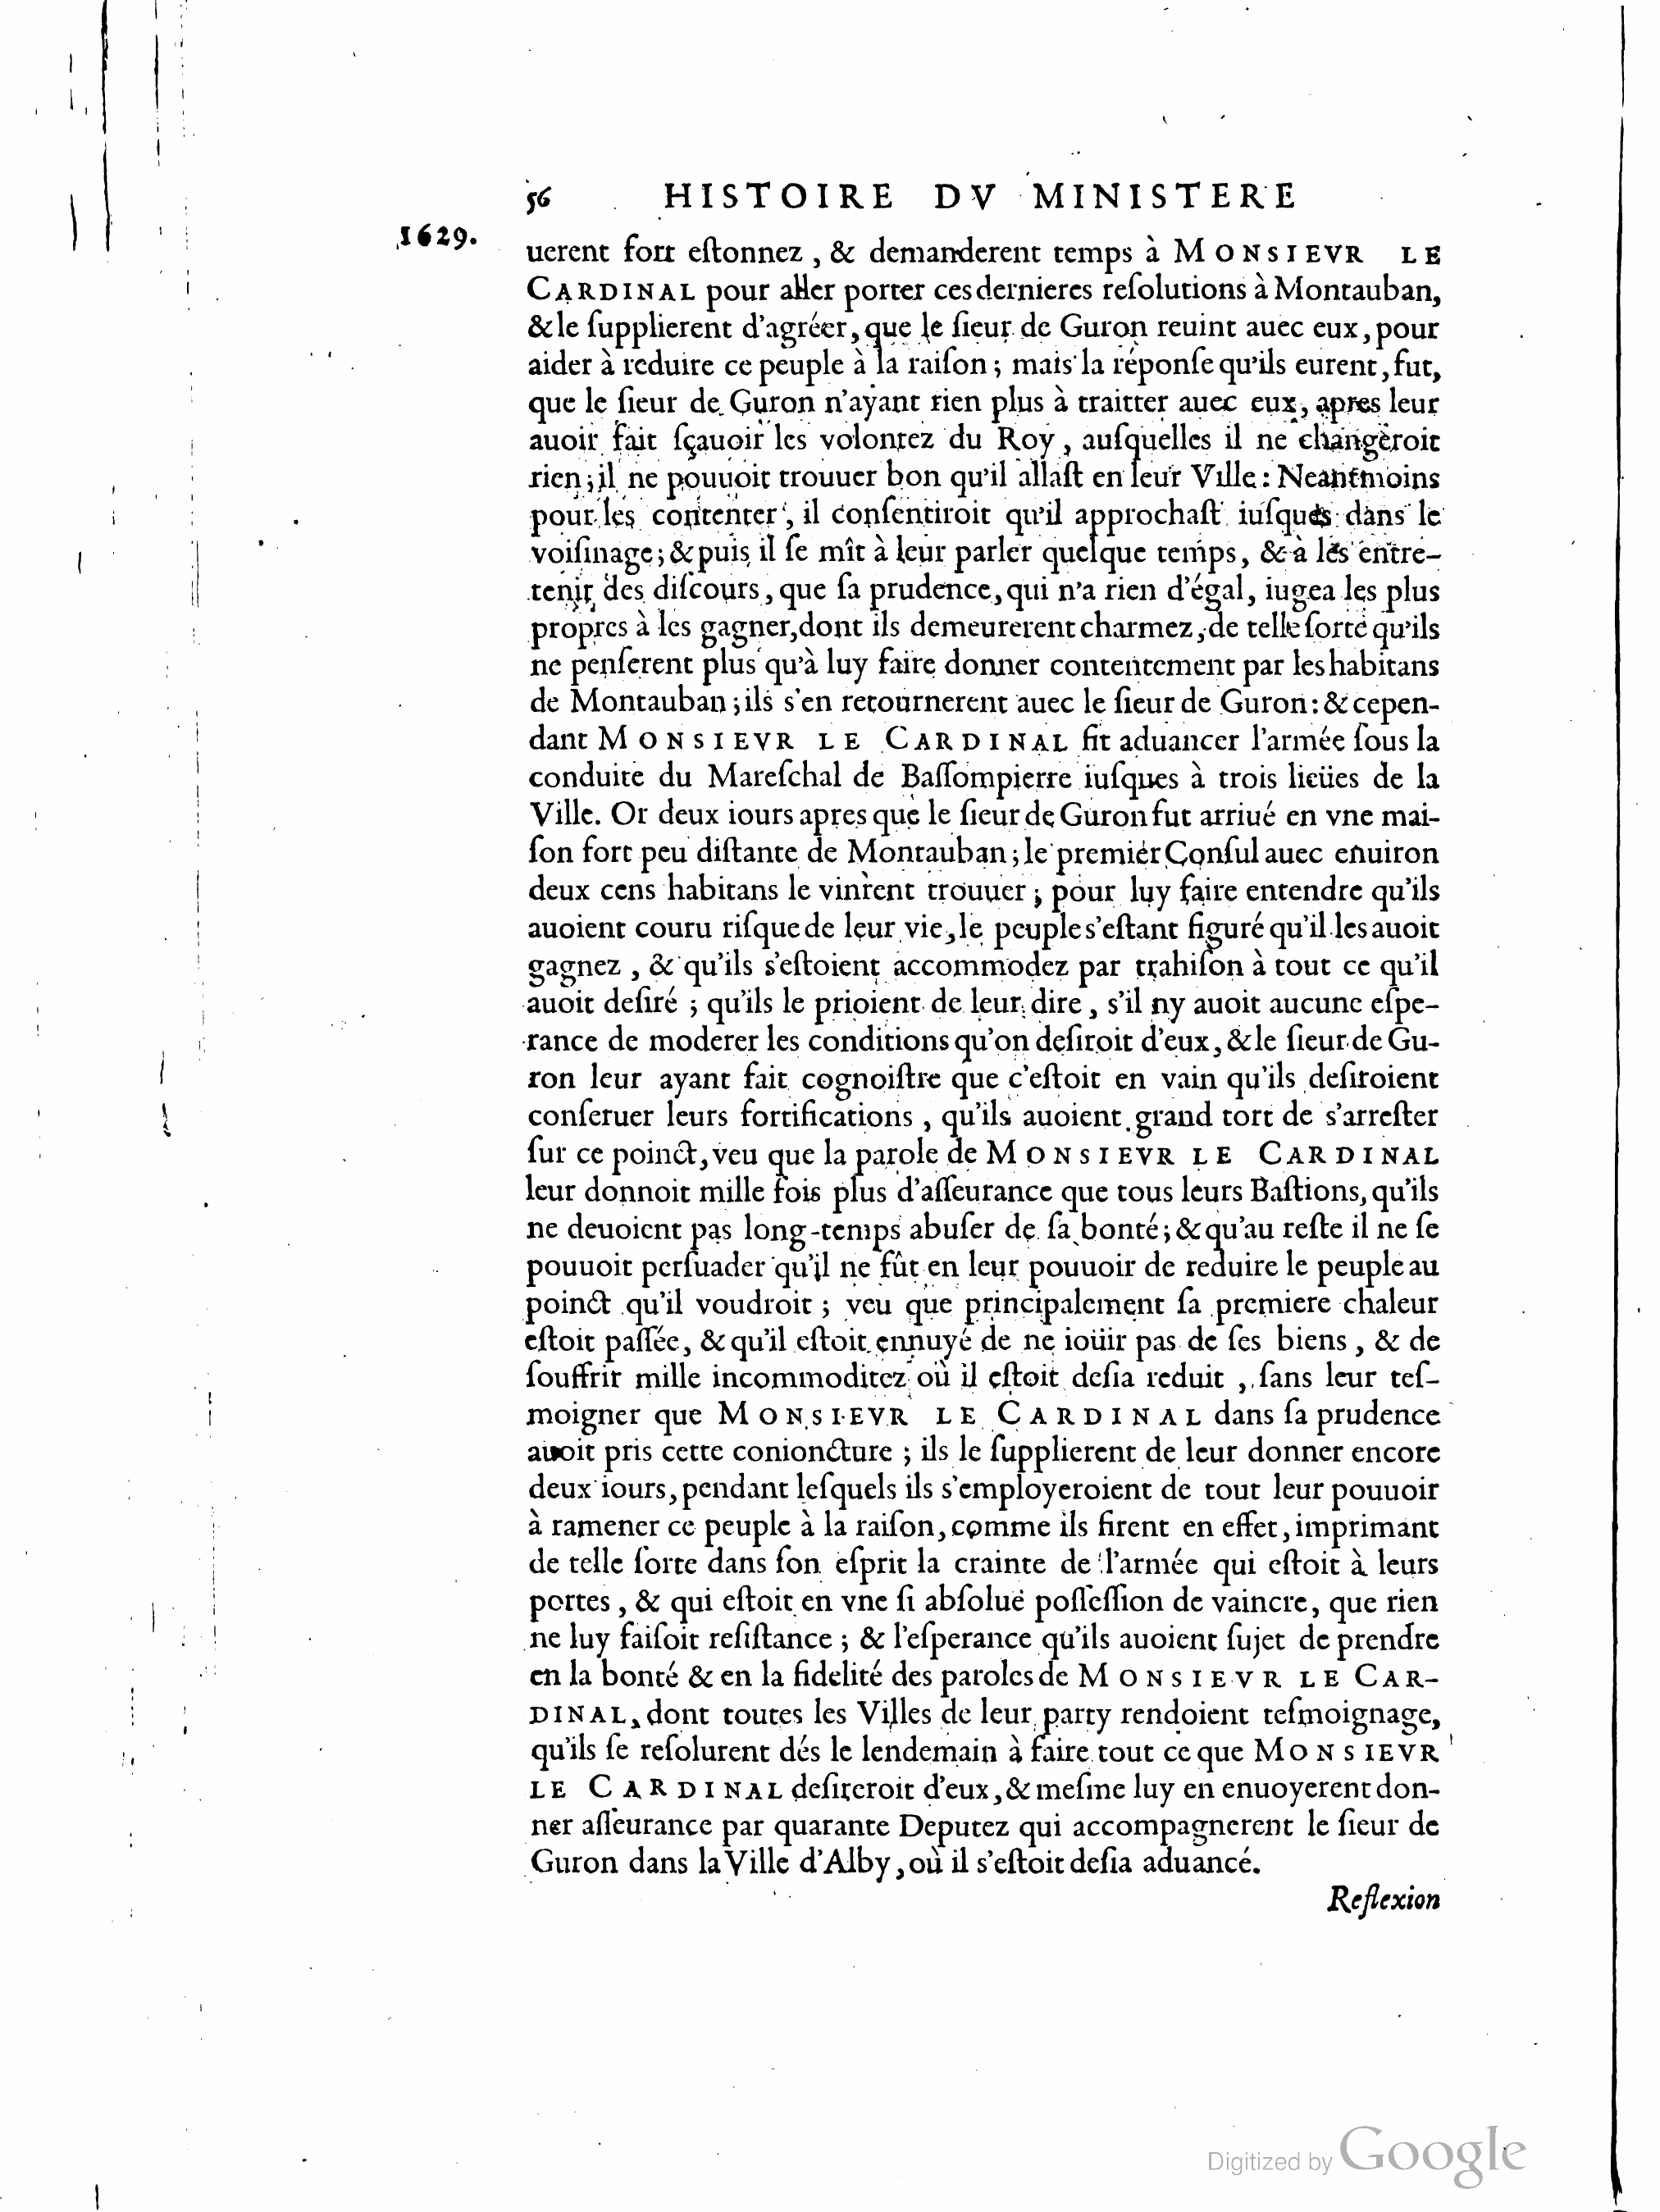 56 HISTOIRE DV MINISTERE
1629.
uerent fort eſtonnez, & demanderent temps à MONSIEVR LE
CARDINAL pour aller porter ces dernieres reſolutions à Montauban,
& le ſupplierent d'agréer, que le ſieur de Guron reuint auec eux, pour
aider à reduire ce peuple à la raiſon; mais la réponſe qu'ils eurent, fut,
que le ſieur de Guron n'ayant rien plus à traitter auec eux, apres leur
auoir fait ſçauoir les volontez du Roy, auſquelles il ne changeroit
rien; il ne pouuoit trouuer bon qu'il allaſt en leur Ville: Neantmoins
pour les contenter, il conſentiroit qu'il approchaſt iuſques dans le
voiſinage; & puis il ſe mît à leur parler quelque temps, & à les entre-
tenir des diſcours, que ſa prudence, qui n'a rien d'égal, iugea les plus
propres à les gagner, dont ils demeurerent charmez, de telle ſorte qu'ils
ne penſerent plus qu'à luy faire donner contentement par les habitans
de Montauban; ils s'en retournerent auec le ſieur de Guron: & cepen-
dant MONSIEVR LE CARDINAL fit aduancer l'armée ſous la
conduite du Mareſchal de Baſſompierre iuſques à trois lieües de la
Ville. Or deux iours apres que le ſieur de Guron fut arriué en vne mai-
ſon fort peu diſtante de Montauban; le premier Conſul auec enuiron
deux cens habitans le vinrent trouuer; pour luy faire entendre qu'ils
auoient couru riſque de leur vie, le peuple s'eſtant figuré qu'il les auoit
gagnez, & qu'ils s'eſtoient accommodez par trahiſon à tout ce qu'il
auoit deſiré; qu'ils le prioient de leur dire, s'il ny auoit aucune eſpe-
rance de moderer les conditions qu'on deſiroit d'eux, & le ſieur de Gu-
ron leur ayant fait cognoiſtre que c'eſtoit en vain qu'ils deſiroient
conſeruer leurs fortifications, qu'ils auoient grand tort de s'arreſter
ſur ce poinct, veu que la parole de MONSIEVR LE CARDINAL
leur donnoit mille fois plus d'aſſeurance que tous leurs Baſtions, qu'ils
ne deuoient pas long-temps abuſer de ſa bonté; & qu'au reſte il ne ſe
pouuoit perſuader qu'il ne fût en leur pouuoir de reduire le peuple au
poinct qu'il voudroit; veu que principalement ſa premiere chaleur
eſtoit paſſée, & qu'il eſtoit ennuyé de ne ioüir pas de ſes biens, & de
ſouffrir mille incommoditez où il eſtoit deſia reduit, ſans leur teſ-
moigner que MONSIEVR LE CARDINAL dans ſa prudence
auoit pris cette conioncture; ils le ſupplierent de leur donner encore
deux iours, pendant leſquels ils s'employeroient de tout leur pouuoir
à ramener ce peuple à la raiſon, comme ils firent en effet, imprimant
de telle ſorte dans ſon eſprit la crainte de l'armée qui eſtoit à leurs
portes, & qui eſtoit en vne ſi abſoluë poſſeſſion de vaincre, que rien
ne luy faiſoit reſiſtance; & l'eſperance qu'ils auoient ſujet de prendre
en la bonté & en la fidelité des paroles de MONSIEVR LE CAR-
DINAL, dont toutes les Villes de leur party rendoient teſmoignage,
qu'ils ſe reſolurent dés le lendemain à faire tout ce que MONSIEVR
LE CARDINAL deſireroit d'eux, & meſme luy en enuoyerent don-
ner aſſeurance par quarante Deputez qui accompagnerent le ſieur de
Guron dans la Ville d'Alby, où il s'eſtoit deſia aduancé.
Reflexion
Digitized by Google